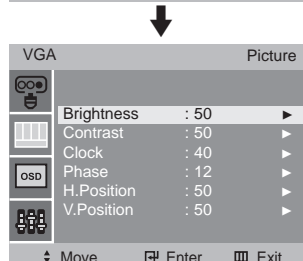 VGA Picture
Brightness : 50
Contrast : 50
Clock : 40
OSD
Phase : 12
H.Position : 50
V.Position : 50
Move Enter Exit